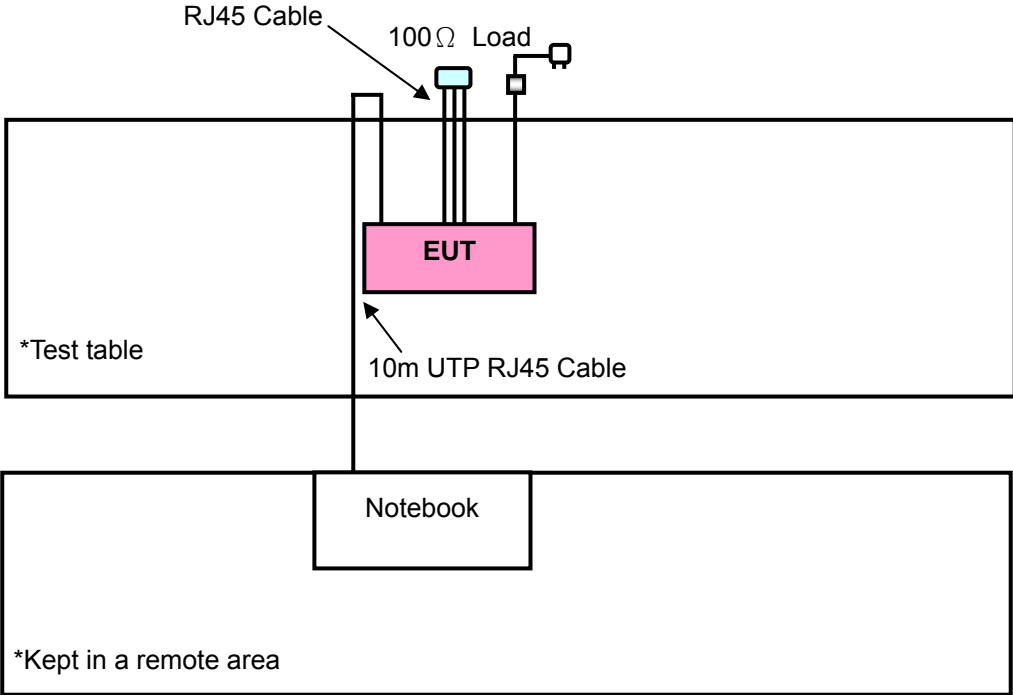 RJ45 Cable
100Ω Load
EUT
*Test table
10m UTP RJ45 Cable
Notebook
*Kept in a remote area